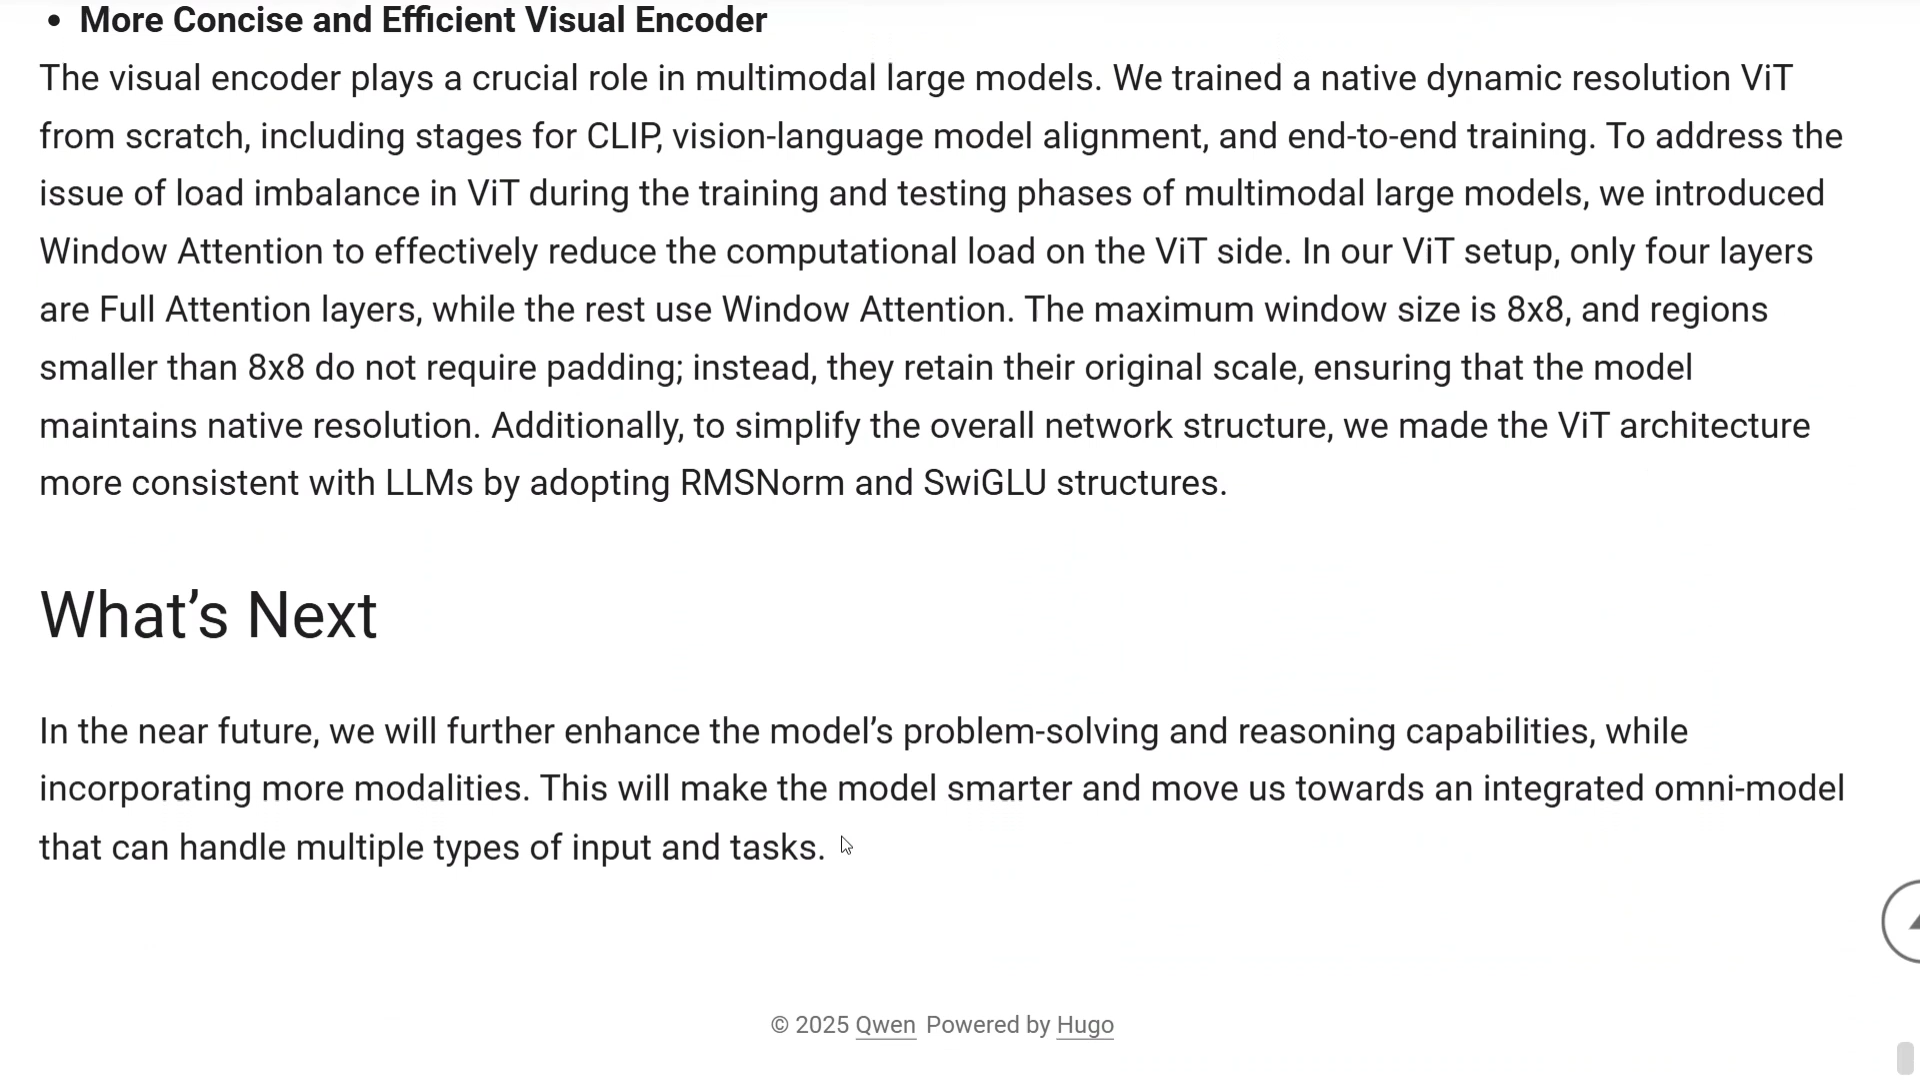 • More Concise and Efficient Visual Encoder
The visual encoder plays a crucial role in multimodal large models. We trained a native dynamic resolution ViT
from scratch, including stages for CLIP, vision-language model alignment, and end-to-end training. To address the
issue of load imbalance in ViT during the training and testing phases of multimodal large models, we introduced
Window Attention to effectively reduce the computational load on the ViT side. In our ViT setup, only four layers
are Full Attention layers, while the rest use Window Attention. The maximum window size is 8x8, and regions
smaller than 8x8 do not require padding; instead, they retain their original scale, ensuring that the model
maintains native resolution. Additionally, to simplify the overall network structure, we made the ViT architecture
more consistent with LLMs by adopting RMSNorm and SwiGLU structures.
What’s Next
In the near future, we will further enhance the model’s problem-solving and reasoning capabilities, while
incorporating more modalities. This will make the model smarter and move us towards an integrated omni-model
that can handle multiple types of input and tasks.
© 2025 Qwen Powered by Hugo